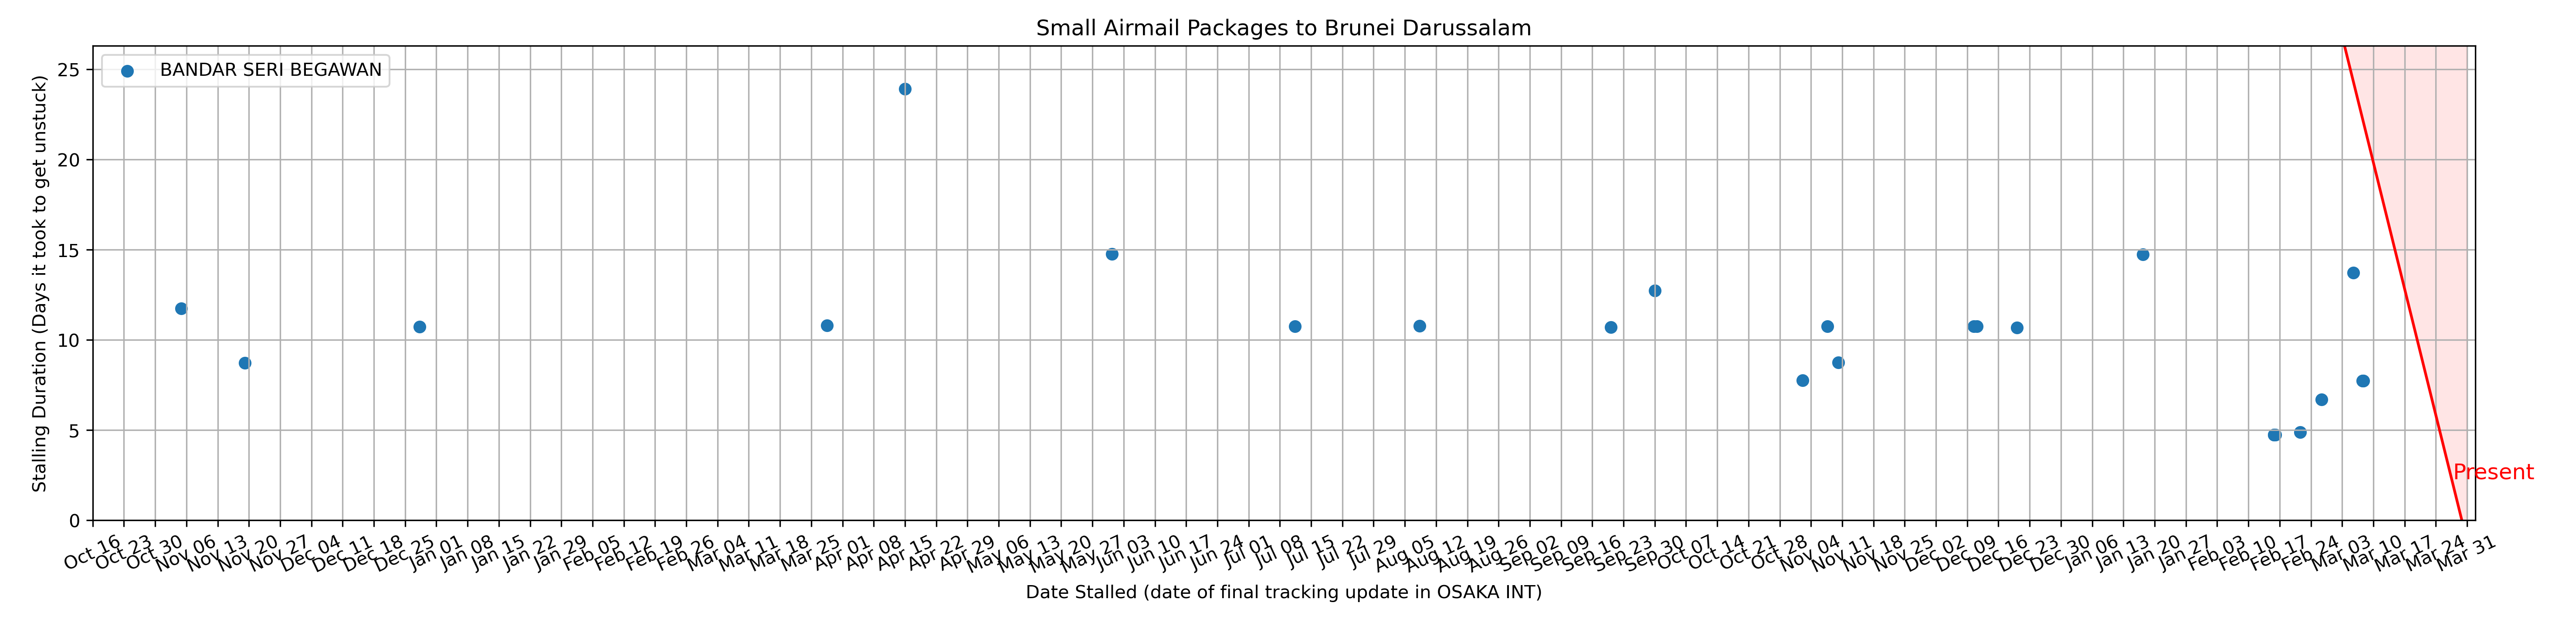 Small Airmail Packages to Brunei Darussalam
BANDAR SERI BEGAWAN
Stalling Duration (Days it took to get unstuck)
25
20
15
10
5
0
Present
Oct 16 Oct 23 Oct 30 Nov 06 Nov 13 Nov 20 Nov 27 Dec 04 Dec 11 Dec 18 Dec 25 Jan 01 Jan 08 Jan 15 Jan 22 Jan 29 Feb 05 Feb 12 Feb 19 Feb 26 Mar 04 Mar 11 Mar 18 Mar 25 Apr 01 Apr 08 Apr 15 Apr 22 Apr 29 May 06 May 13 May 20 May 27 Jun 03 Jun 10 Jun 17 Jun 24 Jul 01 Jul 08 Jul 15 Jul 22 Jul 29 Aug 05 Aug 12 Aug 19 Aug 26 Sep 02 Sep 09 Sep 16 Sep 23 Sep 30 Oct 07 Oct 14 Oct 21 Oct 28 Nov 04 Nov 11 Nov 18 Nov 25 Dec 02 Dec 09 Dec 16 Dec 23 Dec 30 Jan 06 Jan 13 Jan 20 Jan 27 Feb 03 Feb 10 Feb 17 Feb 24 Mar 03 Mar 10 Mar 17 Mar 24 Mar 31
Date Stalled (date of final tracking update in OSAKA INT)